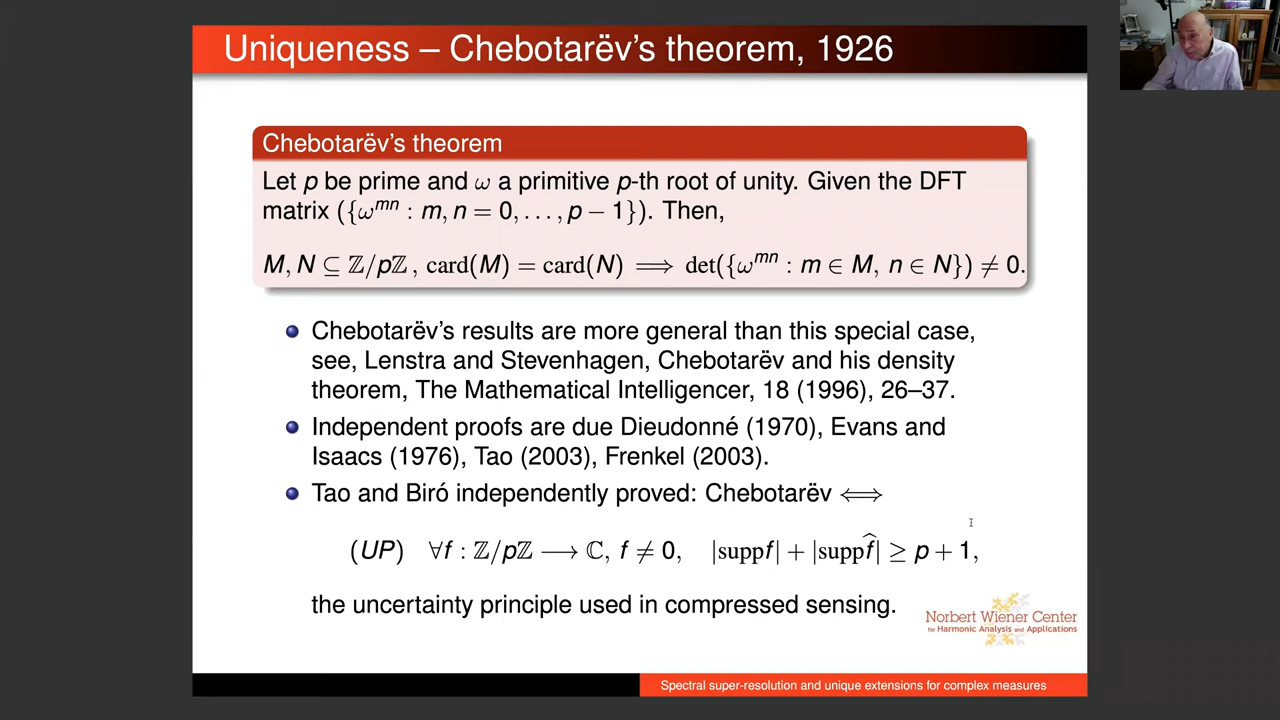 Uniqueness – Chebotarëv's theorem, 1926
Chebotarëv's theorem
Let p be prime and ω a primitive p-th root of unity. Given the DFT
matrix ({ω^{mn} : m, n = 0, . . . , p − 1}). Then,
M, N ⊆ ℤ/pℤ , card(M) = card(N) ⟹ det({ω^{mn} : m ∈ M, n ∈ N}) ≠ 0.
Chebotarëv's results are more general than this special case,
see, Lenstra and Stevenhagen, Chebotarëv and his density
theorem, The Mathematical Intelligencer, 18 (1996), 26–37.
Independent proofs are due Dieudonné (1970), Evans and
Isaacs (1976), Tao (2003), Frenkel (2003).
Tao and Biró independently proved: Chebotarëv ⟺
(UP) ∀f : ℤ/pℤ ⟶ ℂ, f ≠ 0, |suppf| + |supp\widehat{f}| ≥ p + 1,
the uncertainty principle used in compressed sensing.
Norbert Wiener Center
for Harmonic Analysis and Applications
Spectral super-resolution and unique extensions for complex measures